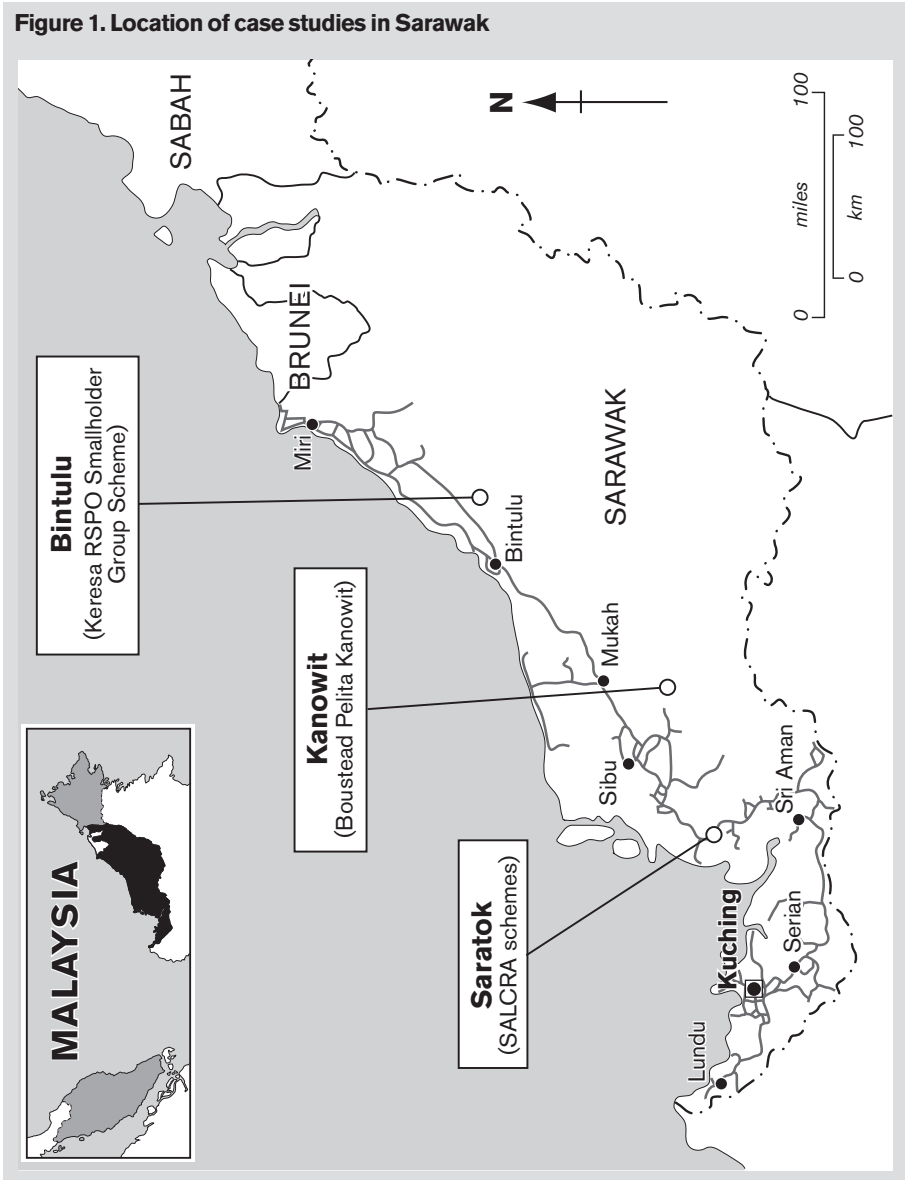 Figure 1. Location of case studies in Sarawak
MALAYSIA
Bintulu
(Keresa RSPO Smallholder
Group Scheme)
Kanowit
(Boustead Pelita Kanowit)
Saratok
(SALCRA schemes)
SABAH
BRUNEI
Miri
Bintulu
SARAWAK
Mukah
Sibu
Sri Aman
Kuching
Serian
Lundu
N
0
miles
100
0
km
100